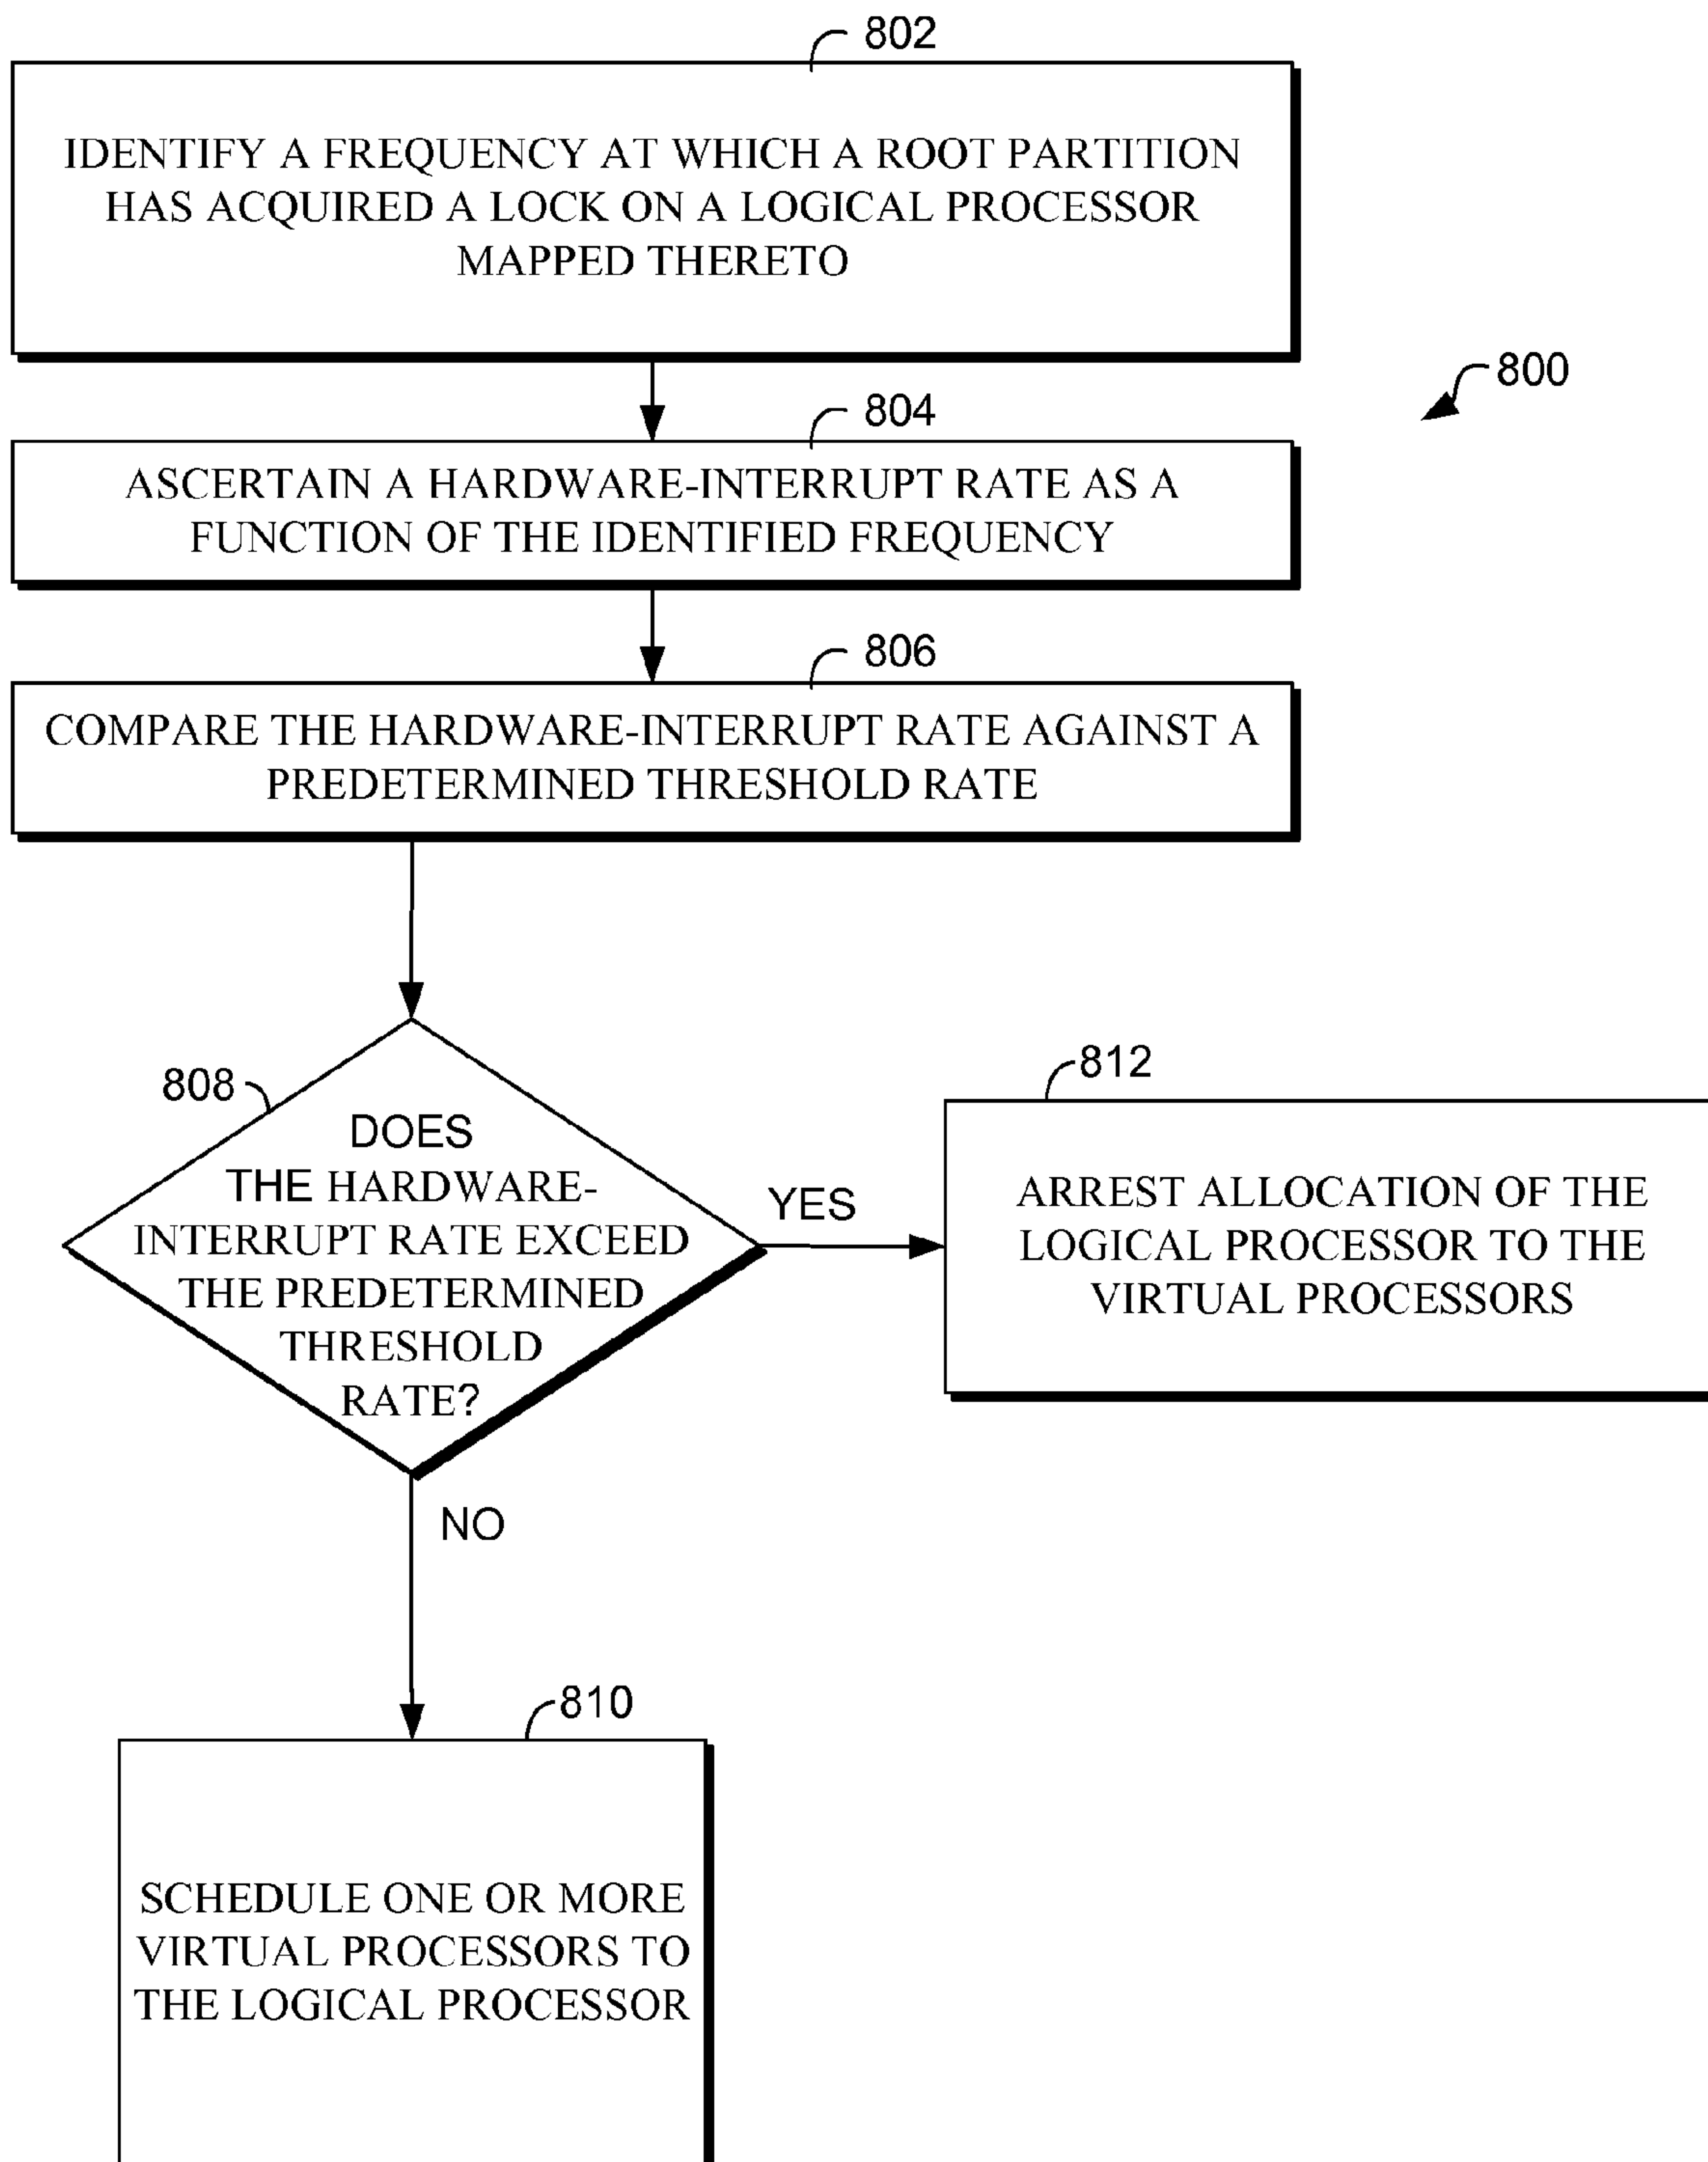 802
IDENTIFY A FREQUENCY AT WHICH A ROOT PARTITION
HAS ACQUIRED A LOCK ON A LOGICAL PROCESSOR
MAPPED THERETO
800
804
ASCERTAIN A HARDWARE-INTERRUPT RATE AS A
FUNCTION OF THE IDENTIFIED FREQUENCY
806
COMPARE THE HARDWARE-INTERRUPT RATE AGAINST A
PREDETERMINED THRESHOLD RATE
808
DOES
THE HARDWARE-
INTERRUPT RATE EXCEED
THE PREDETERMINED
THRESHOLD
RATE?
YES
812
ARREST ALLOCATION OF THE
LOGICAL PROCESSOR TO THE
VIRTUAL PROCESSORS
NO
810
SCHEDULE ONE OR MORE
VIRTUAL PROCESSORS TO
THE LOGICAL PROCESSOR